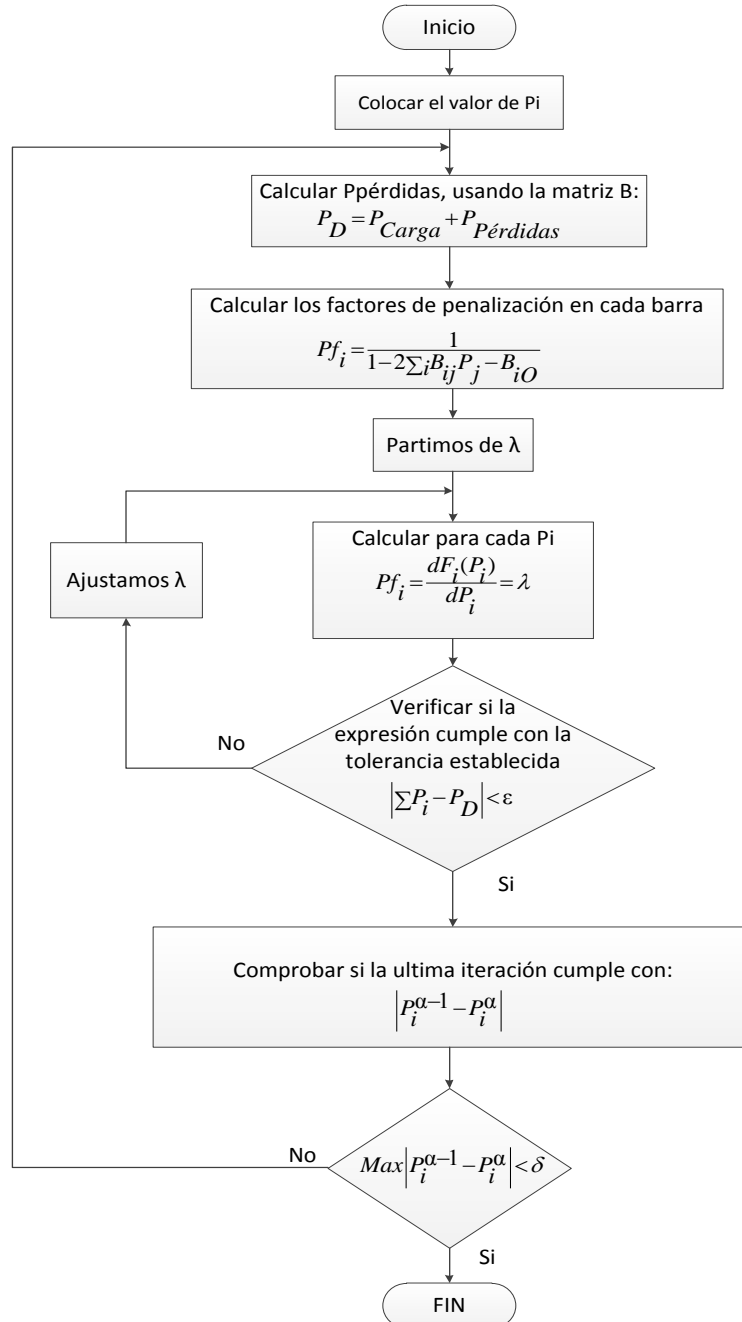 Inicio
Colocar el valor de Pi
Calcular Ppérdidas, usando la matriz B:
P_D = P_Carga + P_Pérdidas
Calcular los factores de penalización en cada barra
Pf_i = 1 / (1−2∑iB_ijP_j − B_iO)
Partimos de λ
Calcular para cada Pi
Pf_i = dF_i(P_i) / dP_i = λ
Ajustamos λ
Verificar si la
expresión cumple con la
tolerancia establecida
|∑P_i − P_D| < ε
No
Si
Comprobar si la ultima iteración cumple con:
|P_i^α−1 − P_i^α|
No
Max|P_i^α−1 − P_i^α| < δ
Si
FIN